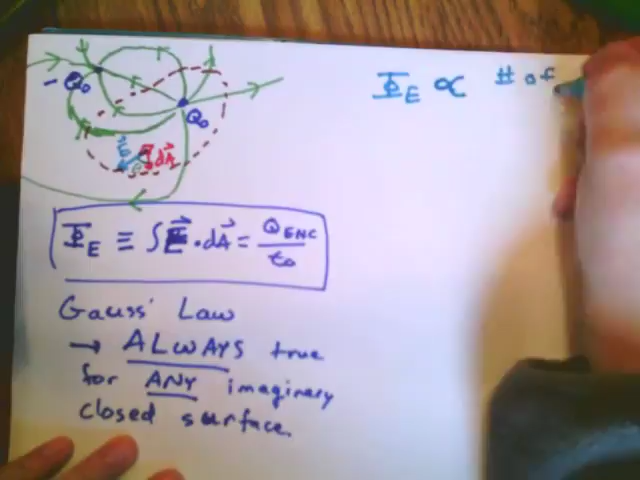 - Q₀
Q₀
E⃗
dA⃗
Φ_E ∝ # of
Φ_E ≡ ∫E⃗·dA⃗ = Q_ENC/ε₀
Gauss' Law
→ ALWAYS true
for ANY imaginary
closed surface.